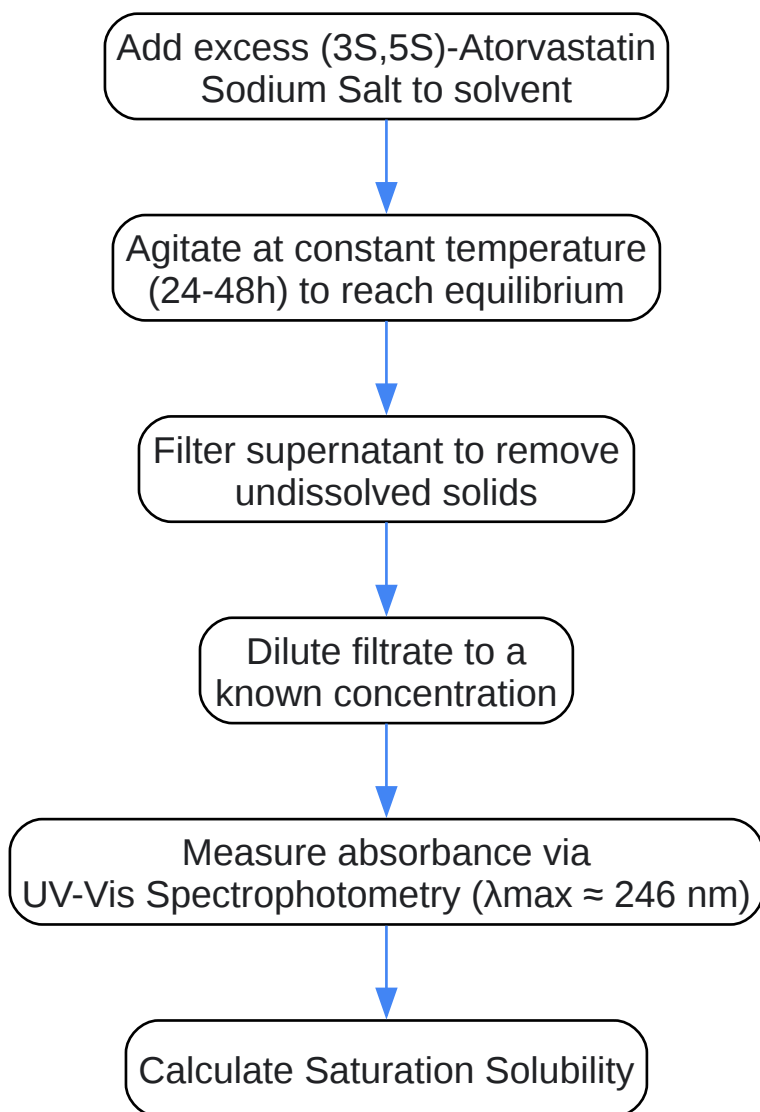 Add excess (3S,5S)-Atorvastatin
Sodium Salt to solvent
Agitate at constant temperature
(24-48h) to reach equilibrium
Filter supernatant to remove
undissolved solids
Dilute filtrate to a
known concentration
Measure absorbance via
UV-Vis Spectrophotometry (λmax ≈ 246 nm)
Calculate Saturation Solubility